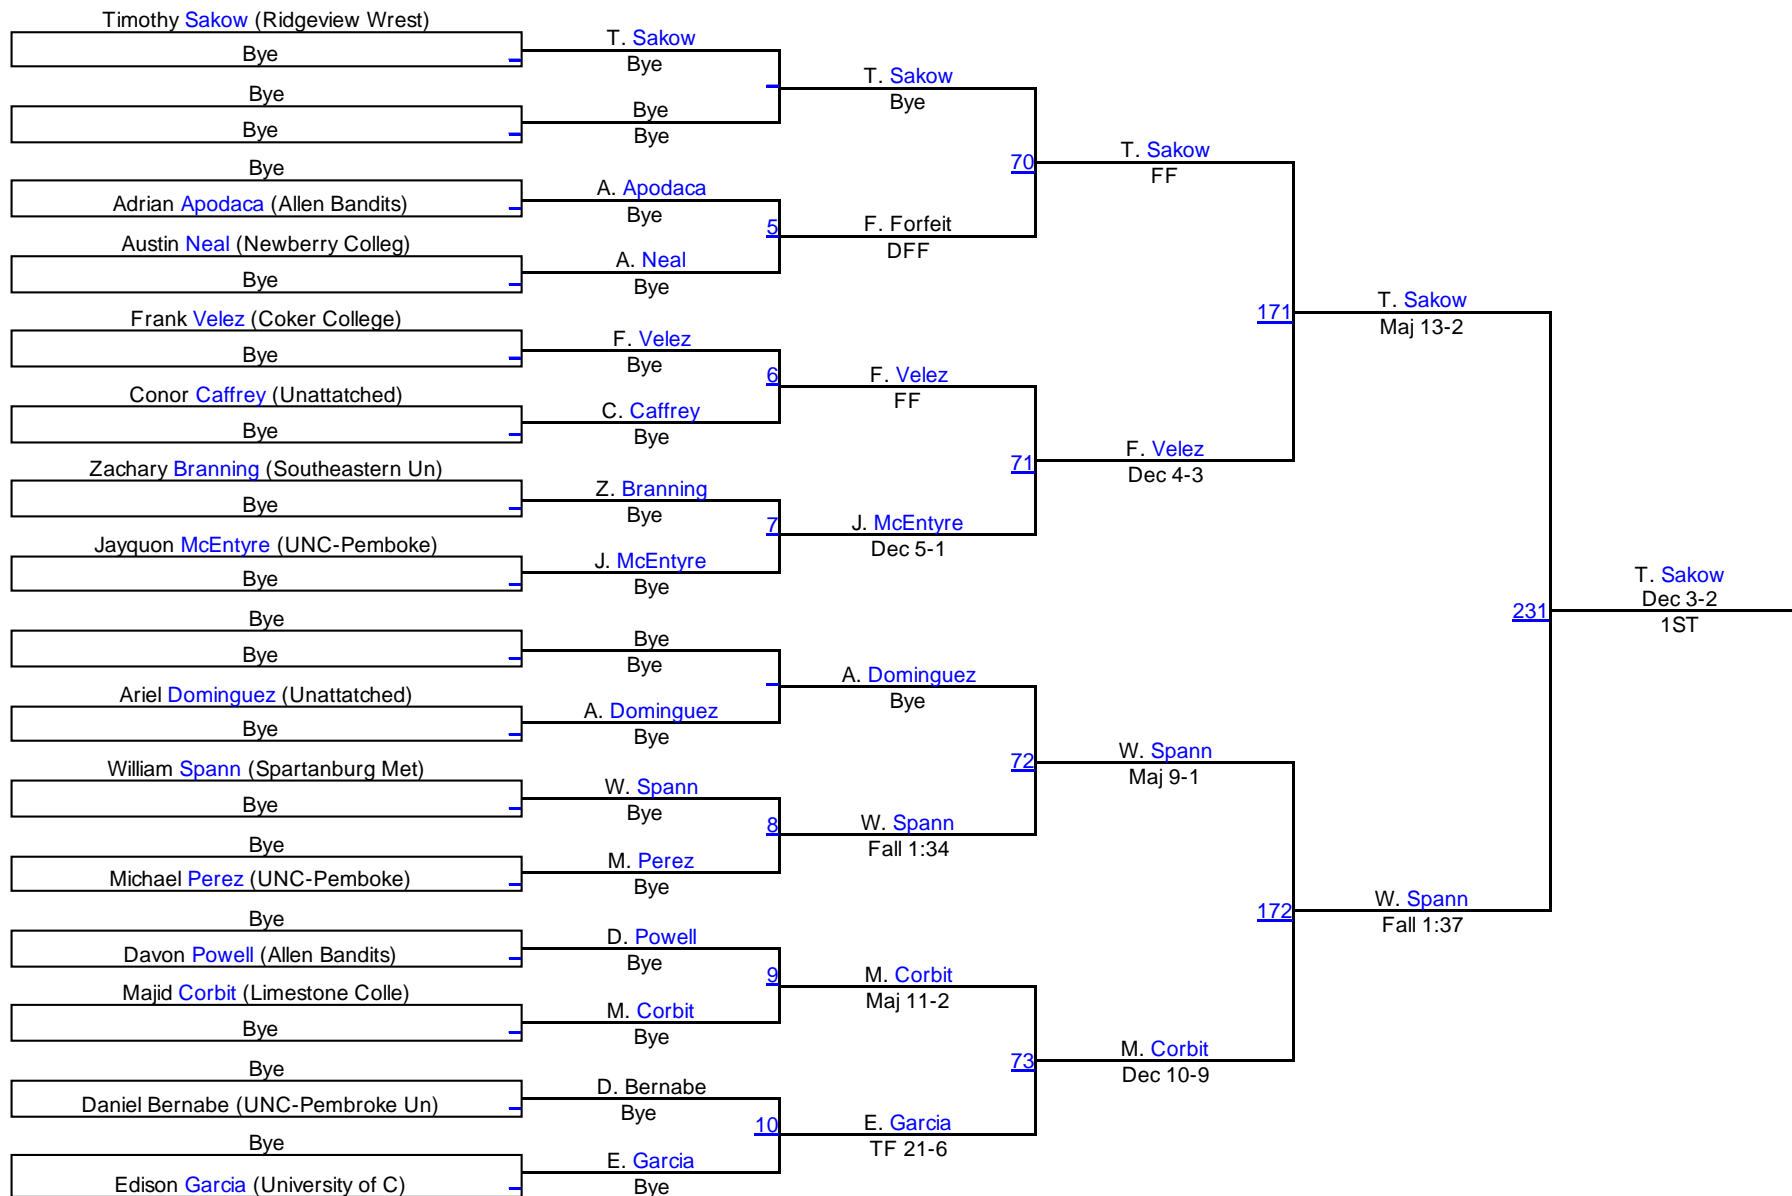 Timothy Sakow (Ridgeview Wrest)
Bye
Bye
Bye
Bye
Adrian Apodaca (Allen Bandits)
Austin Neal (Newberry Colleg)
Bye
Frank Velez (Coker College)
Bye
Conor Caffrey (Unattatched)
Bye
Zachary Branning (Southeastern Un)
Bye
Jayquon McEntyre (UNC-Pemboke)
Bye
Bye
Bye
Ariel Dominguez (Unattatched)
Bye
William Spann (Spartanburg Met)
Bye
Bye
Michael Perez (UNC-Pemboke)
Bye
Davon Powell (Allen Bandits)
Majid Corbit (Limestone Colle)
Bye
Bye
Daniel Bernabe (UNC-Pembroke Un)
Bye
Edison Garcia (University of C)
T. Sakow
Bye
Bye
Bye
A. Apodaca
Bye
5
A. Neal
Bye
F. Velez
Bye
6
C. Caffrey
Bye
Z. Branning
Bye
7
J. McEntyre
Bye
Bye
Bye
A. Dominguez
Bye
W. Spann
Bye
8
M. Perez
Bye
D. Powell
Bye
9
M. Corbit
Bye
D. Bernabe
Bye
10
E. Garcia
Bye
T. Sakow
Bye
70
F. Forfeit
DFF
F. Velez
FF
71
J. McEntyre
Dec 5-1
A. Dominguez
Bye
72
W. Spann
Fall 1:34
M. Corbit
Maj 11-2
73
E. Garcia
TF 21-6
T. Sakow
FF
171
F. Velez
Dec 4-3
W. Spann
Maj 9-1
172
M. Corbit
Dec 10-9
T. Sakow
Maj 13-2
231
W. Spann
Fall 1:37
T. Sakow
Dec 3-2
1ST